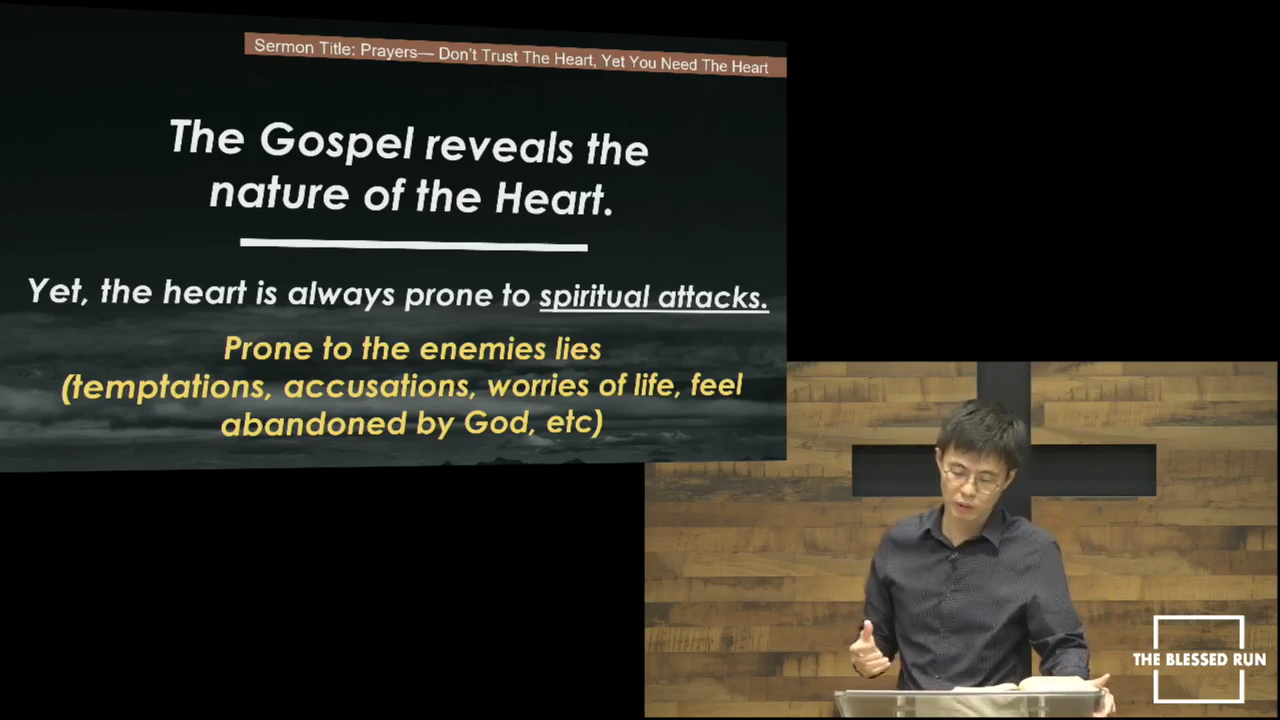 Sermon Title: Prayers— Don't Trust The Heart, Yet You Need The Heart
The Gospel reveals the
nature of the Heart.
Yet, the heart is always prone to spiritual attacks.
Prone to the enemies lies
(temptations, accusations, worries of life, feel
abandoned by God, etc)
THE BLESSED RUN